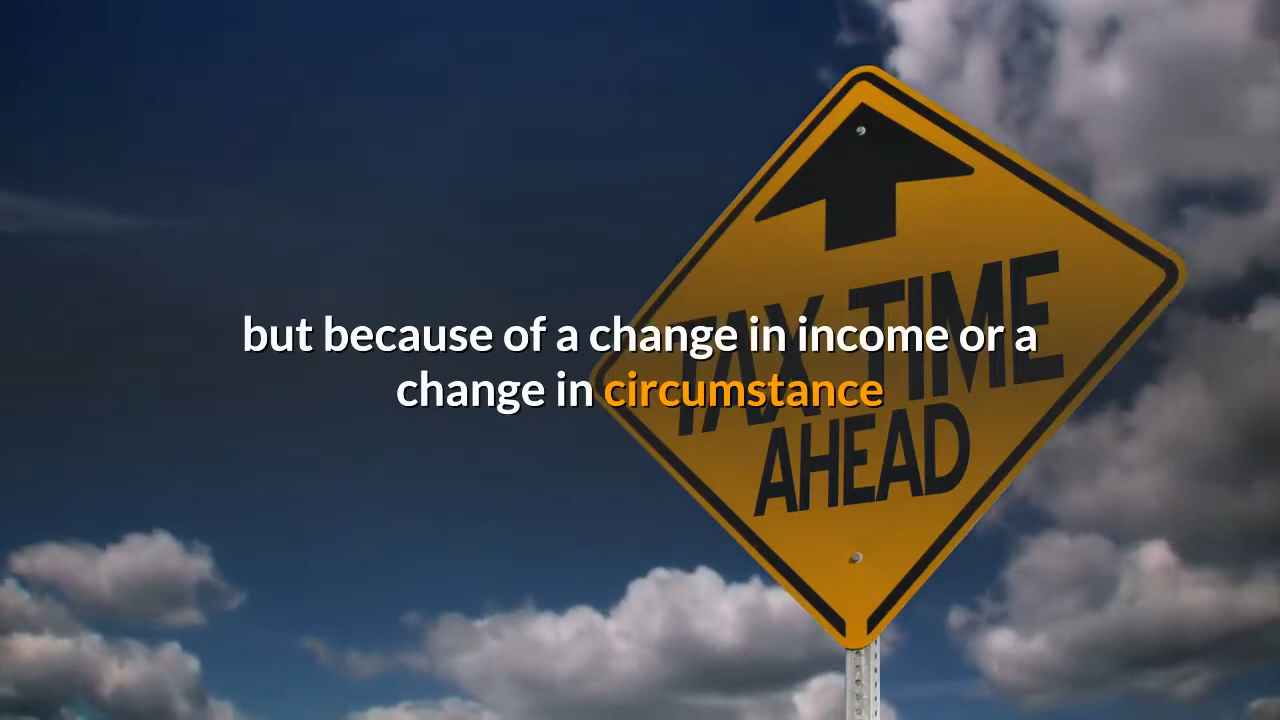 TAX TIME
AHEAD
but because of a change in income or a
change in circumstance